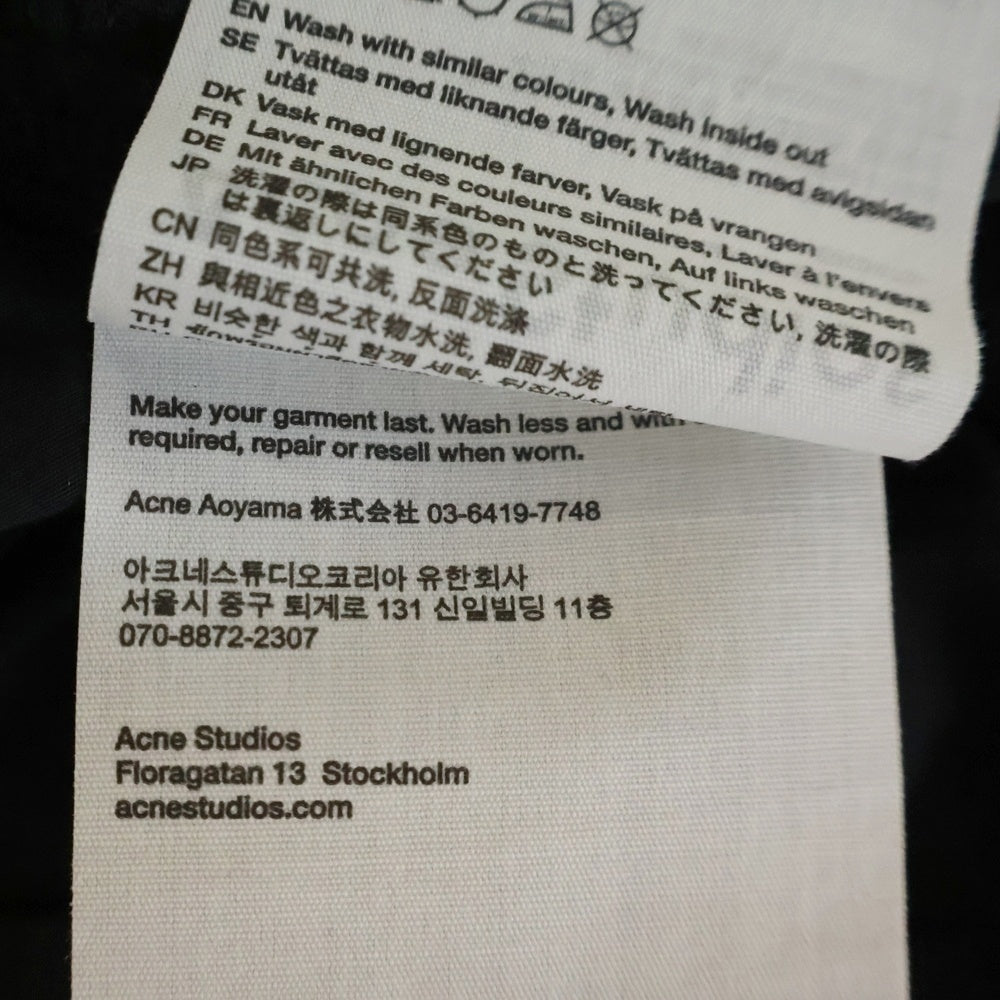 EN Wash with similar colours, Wash inside out
SE Tvättas med liknande färger, Tvättas med avigsidan
utåt
DK Vask med lignende farver, Vask på vrangen
FR Laver avec des couleurs similaires, Laver à l'envers
DE Mit ähnlichen Farben waschen, Auf links waschen
JP 洗濯の際は同系色のものと洗ってください, 洗濯の際
は裏返しにしてください
CN 同色系可共洗, 反面洗涤
ZH 與相近色之衣物水洗, 翻面水洗
KR 비슷한 색과 함께 세탁, 뒤집어서
TH
Make your garment last. Wash less and with
required, repair or resell when worn.
Acne Aoyama 株式会社 03-6419-7748
아크네스튜디오코리아 유한회사
서울시 중구 퇴계로 131 신일빌딩 11층
070-8872-2307
Acne Studios
Floragatan 13 Stockholm
acnestudios.com